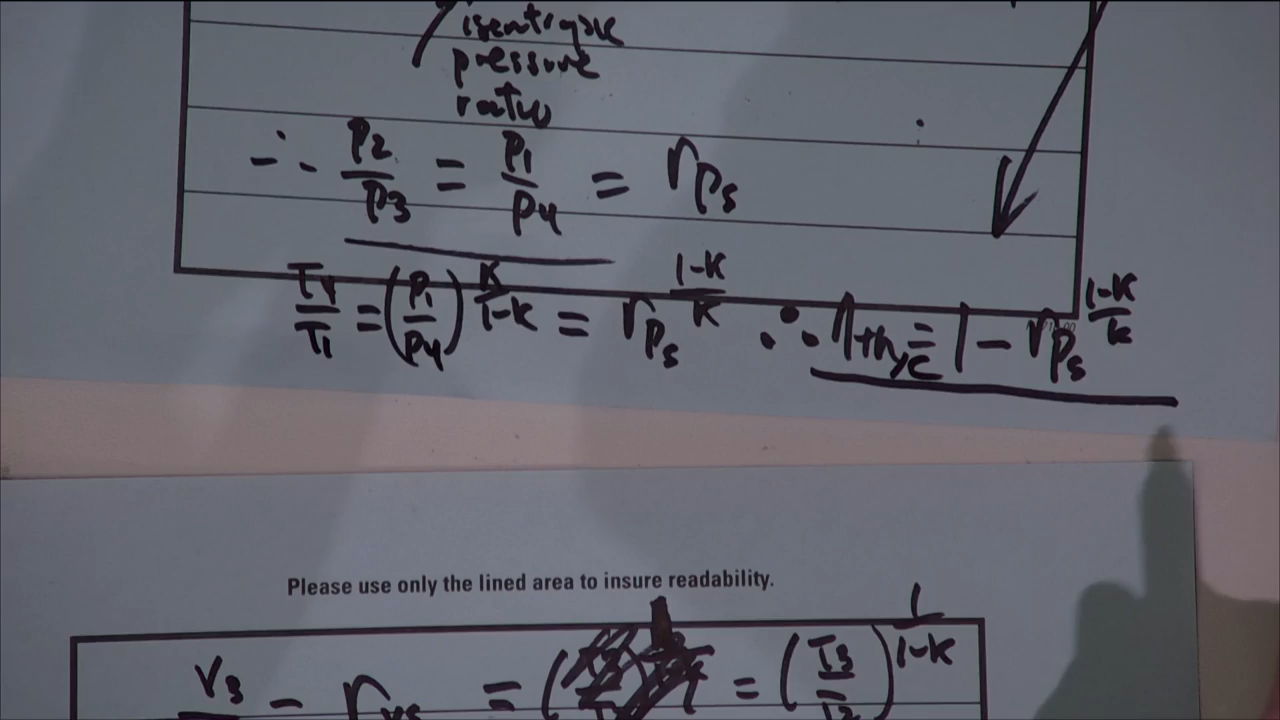 isentropic
pressure
ratio
∴ P2/P3 = P1/P4 = rps
T4/T1 = (P1/P4)^(K/(1-K)) = rps^((1-K)/K) ∴ ηth,c = 1 - rps^((1-K)/K)
Please use only the lined area to insure readability.
V3 = rvs = = (T3/T2)^(1/(1-K))